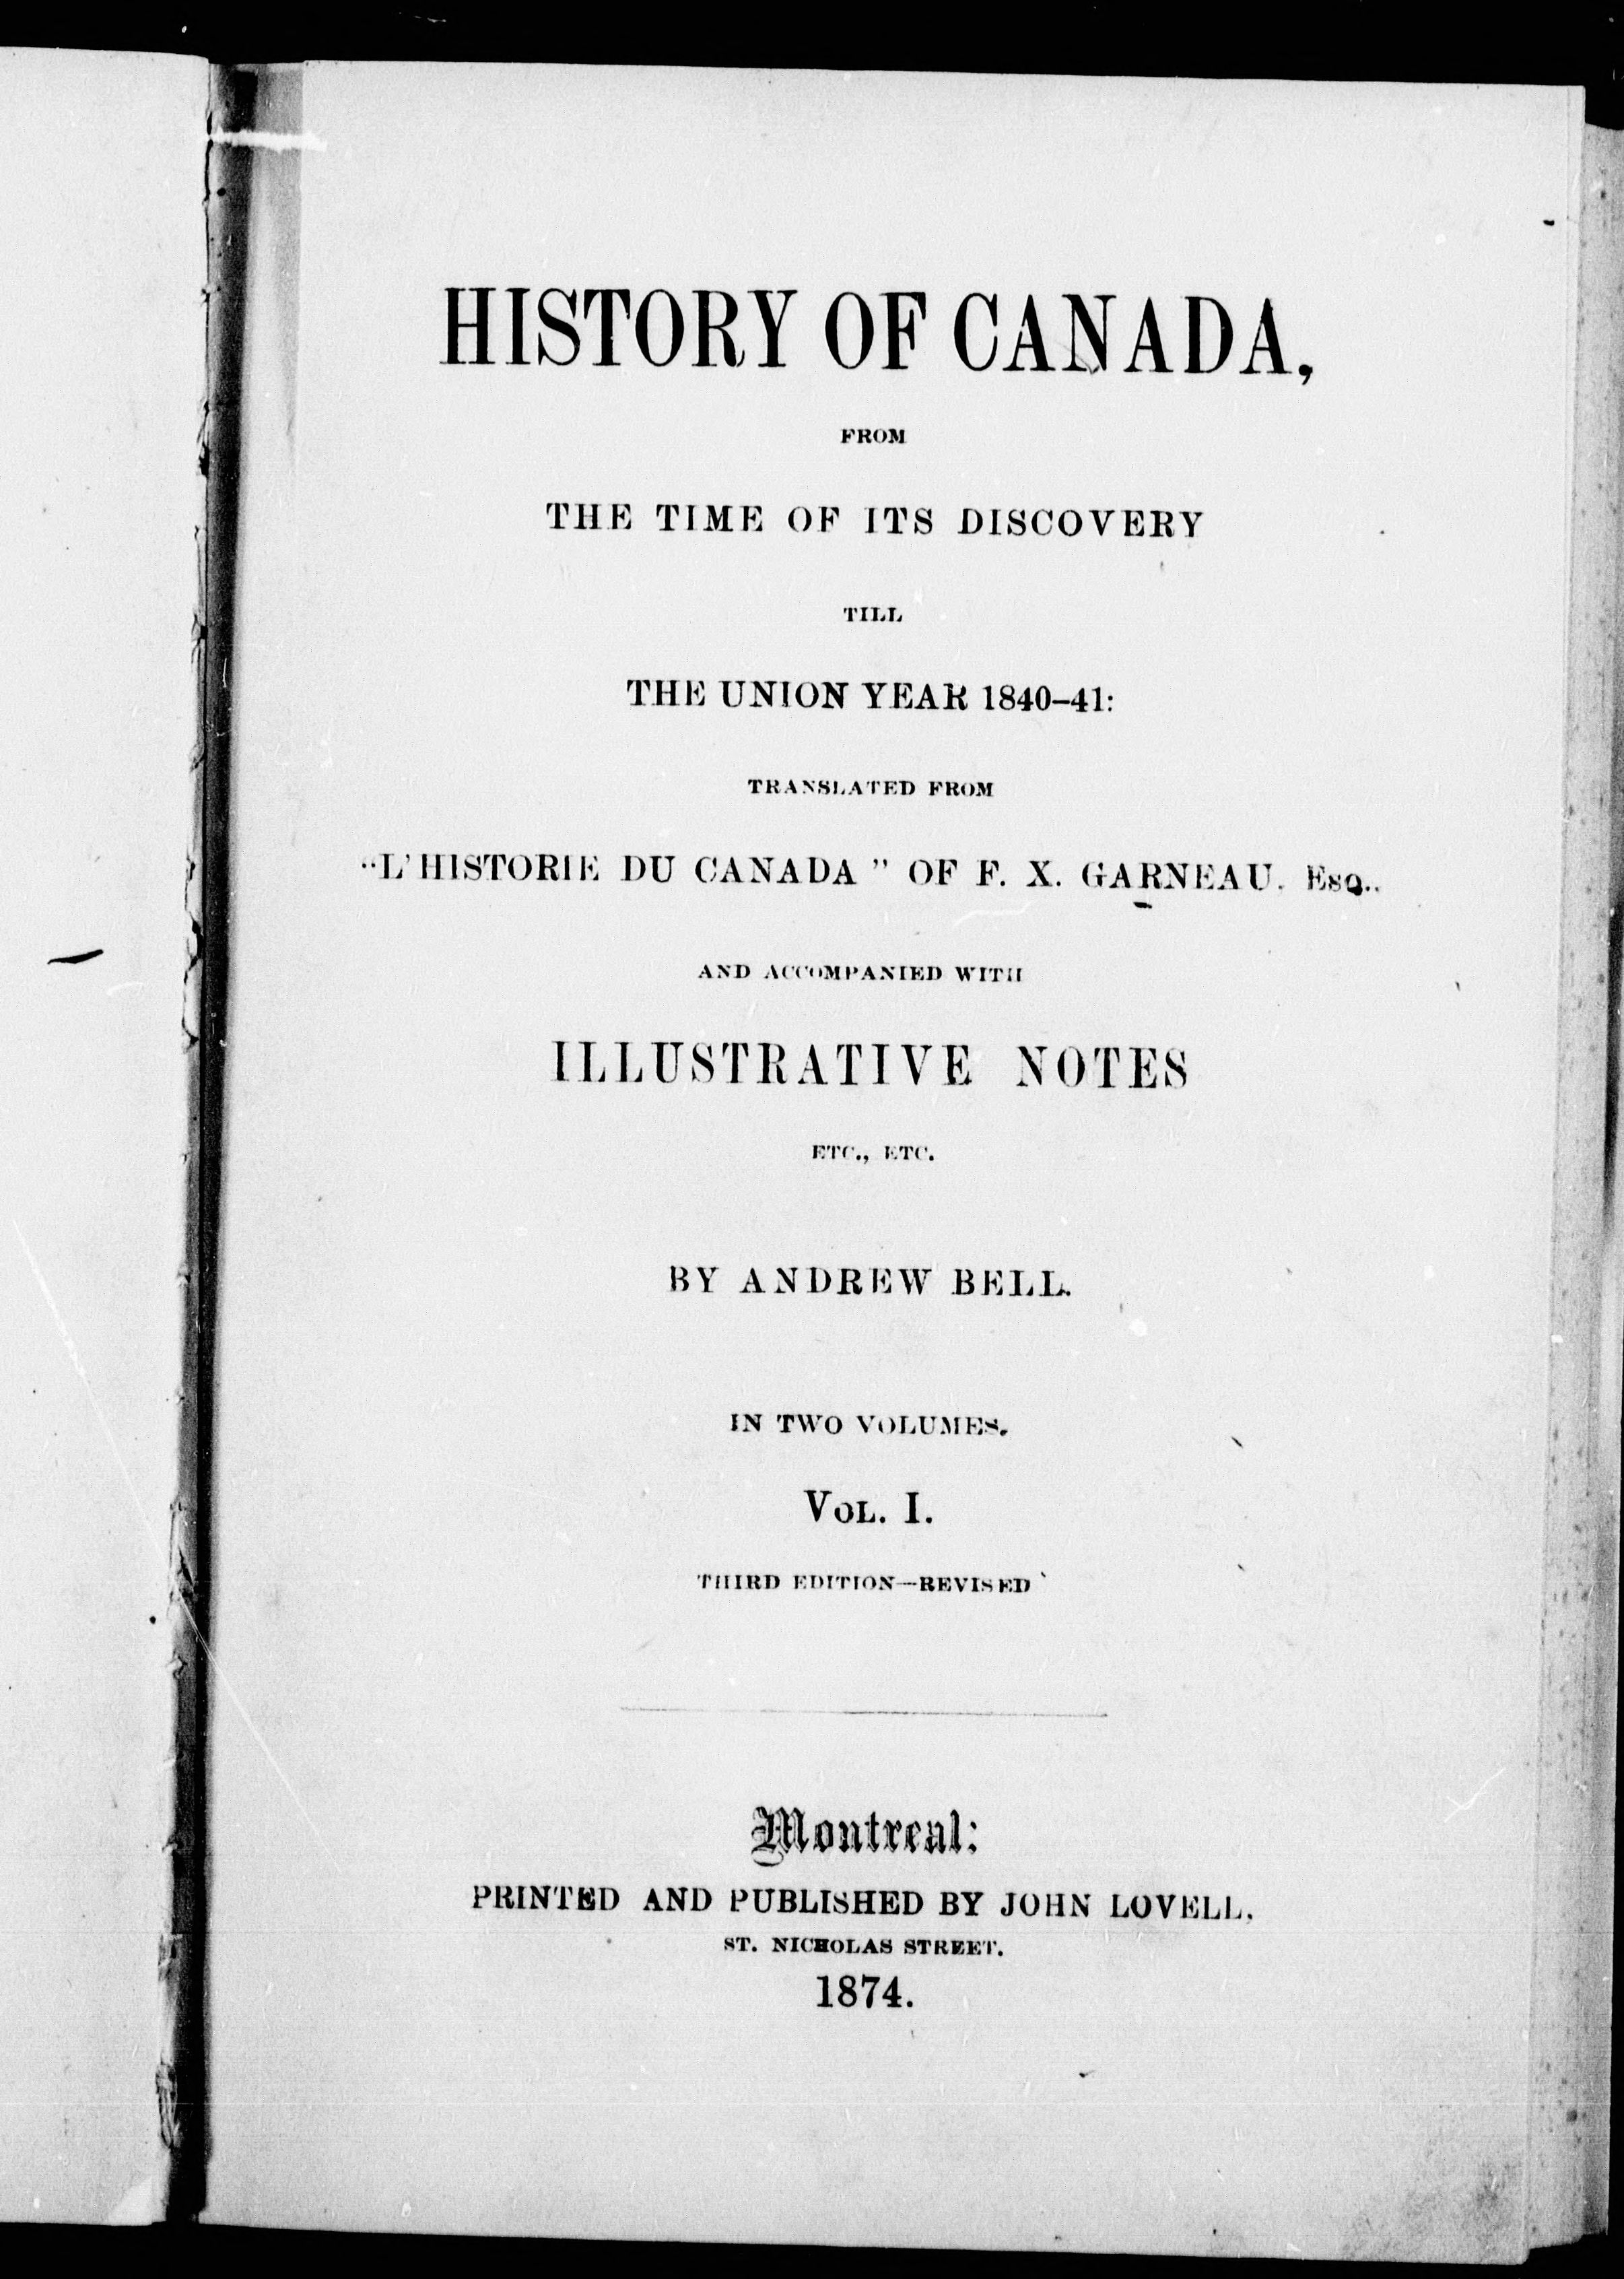 HISTORY OF CANADA,
FROM
THE TIME OF ITS DISCOVERY
TILL
THE UNION YEAR 1840–41:
TRANSLATED FROM
“L'HISTORIE DU CANADA” OF F. X. GARNEAU, ESQ.,
AND ACCOMPANIED WITH
ILLUSTRATIVE NOTES
ETC., ETC.
BY ANDREW BELL.
IN TWO VOLUMES.
VOL. I.
THIRD EDITION—REVISED
Montreal:
PRINTED AND PUBLISHED BY JOHN LOVELL,
ST. NICHOLAS STREET.
1874.